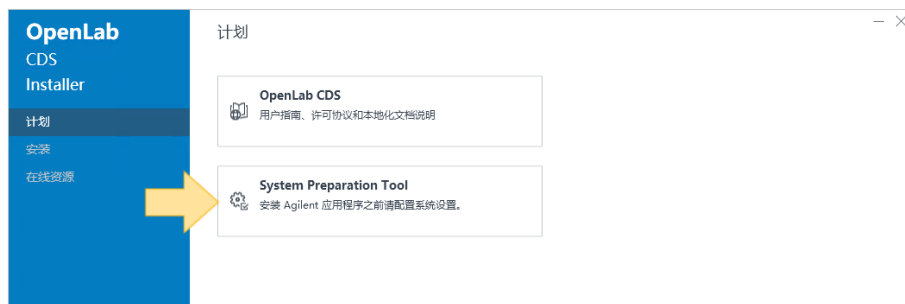 OpenLab
CDS
Installer
计划
安装
在线资源
计划
OpenLab CDS
用户指南、许可协议和本地化文档说明
System Preparation Tool
安装 Agilent 应用程序之前请配置系统设置。